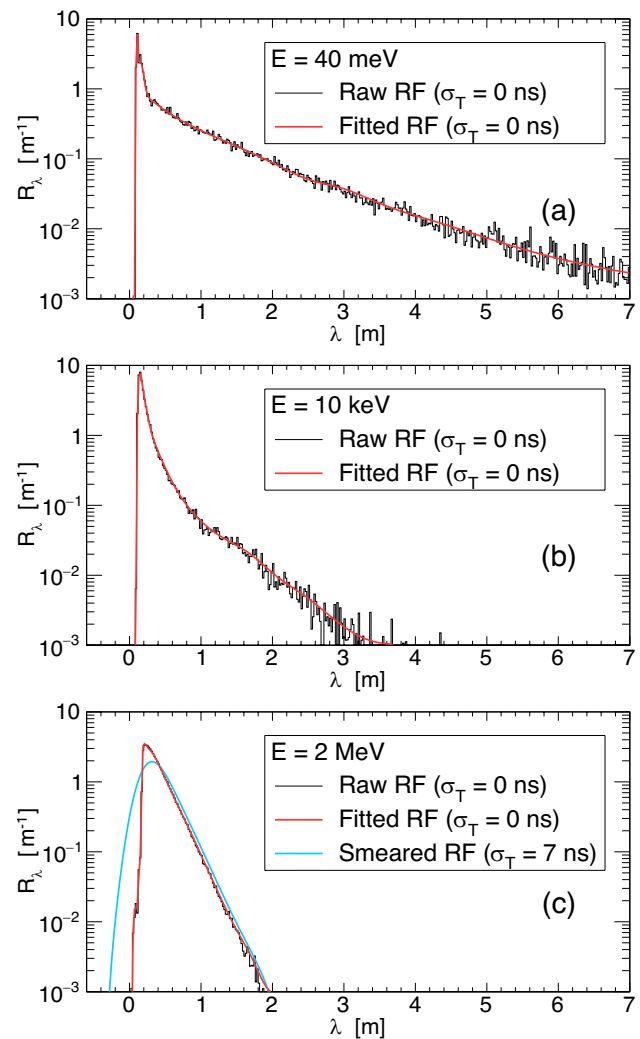 10
1
10⁻¹
10⁻²
10⁻³
R_λ [m⁻¹]
E = 40 meV
Raw RF (σ_T = 0 ns)
Fitted RF (σ_T = 0 ns)
(a)
0 1 2 3 4 5 6 7
λ [m]
10
1
10⁻¹
10⁻²
10⁻³
R_λ [m⁻¹]
E = 10 keV
Raw RF (σ_T = 0 ns)
Fitted RF (σ_T = 0 ns)
(b)
0 1 2 3 4 5 6 7
λ [m]
10
1
10⁻¹
10⁻²
10⁻³
R_λ [m⁻¹]
E = 2 MeV
Raw RF (σ_T = 0 ns)
Fitted RF (σ_T = 0 ns)
Smeared RF (σ_T = 7 ns)
(c)
0 1 2 3 4 5 6 7
λ [m]